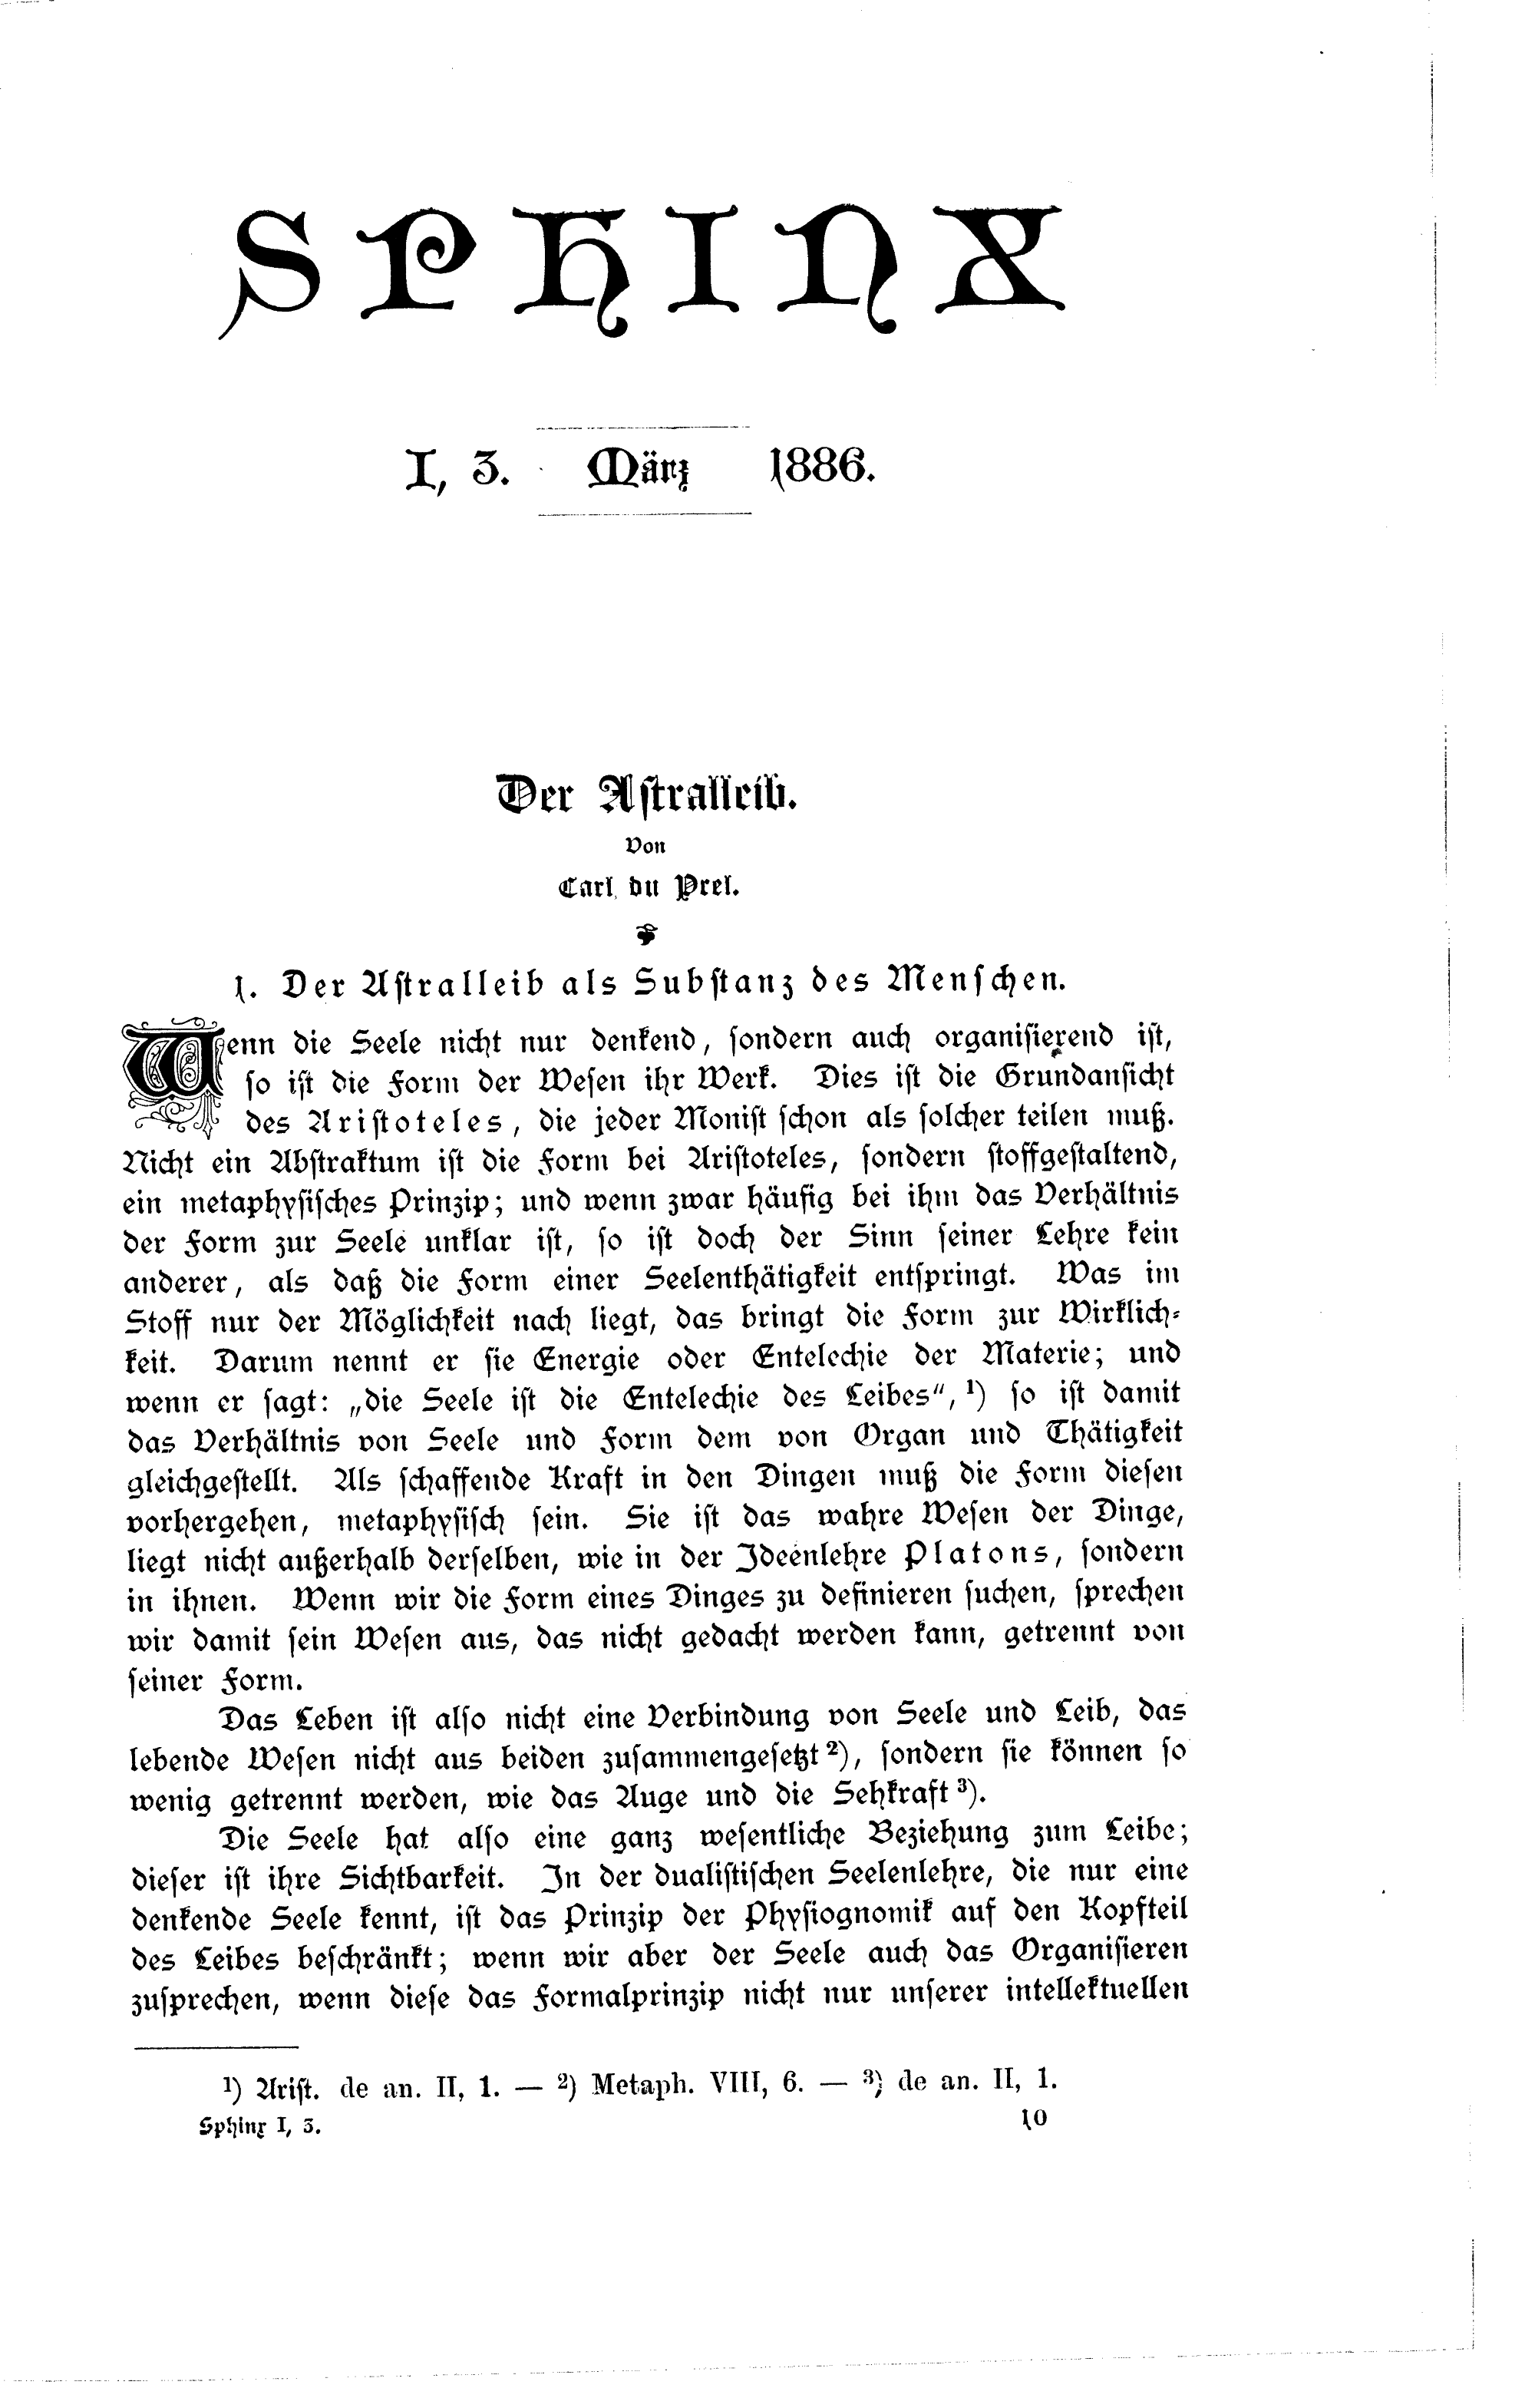 SPHINX
I, 3. März 1886.
Der Astralleib.
Von
Carl du Prel.
1. Der Astralleib als Substanz des Menschen.
Wenn die Seele nicht nur denkend, sondern auch organisierend ist,
so ist die Form der Wesen ihr Werk. Dies ist die Grundansicht
des Aristoteles, die jeder Monist schon als solcher teilen muß.
Nicht ein Abstraktum ist die Form bei Aristoteles, sondern stoffgestaltend,
ein metaphysisches Prinzip; und wenn zwar häufig bei ihm das Verhältnis
der Form zur Seele unklar ist, so ist doch der Sinn seiner Lehre kein
anderer, als daß die Form einer Seelenthätigkeit entspringt. Was im
Stoff nur der Möglichkeit nach liegt, das bringt die Form zur Wirklich-
keit. Darum nennt er sie Energie oder Entelechie der Materie; und
wenn er sagt: „die Seele ist die Entelechie des Leibes“,¹) so ist damit
das Verhältnis von Seele und Form dem von Organ und Thätigkeit
gleichgestellt. Als schaffende Kraft in den Dingen muß die Form diesen
vorhergehen, metaphysisch sein. Sie ist das wahre Wesen der Dinge,
liegt nicht außerhalb derselben, wie in der Ideenlehre Platons, sondern
in ihnen. Wenn wir die Form eines Dinges zu definieren suchen, sprechen
wir damit sein Wesen aus, das nicht gedacht werden kann, getrennt von
seiner Form.
Das Leben ist also nicht eine Verbindung von Seele und Leib, das
lebende Wesen nicht aus beiden zusammengesetzt²), sondern sie können so
wenig getrennt werden, wie das Auge und die Sehkraft³).
Die Seele hat also eine ganz wesentliche Beziehung zum Leibe;
dieser ist ihre Sichtbarkeit. In der dualistischen Seelenlehre, die nur eine
denkende Seele kennt, ist das Prinzip der Physiognomik auf den Kopfteil
des Leibes beschränkt; wenn wir aber der Seele auch das Organisieren
zusprechen, wenn diese das Formalprinzip nicht nur unserer intellektuellen
¹) Arist. de an. II, 1. — ²) Metaph. VIII, 6. — ³) de an. II, 1.
Sphinx I, 3. 10